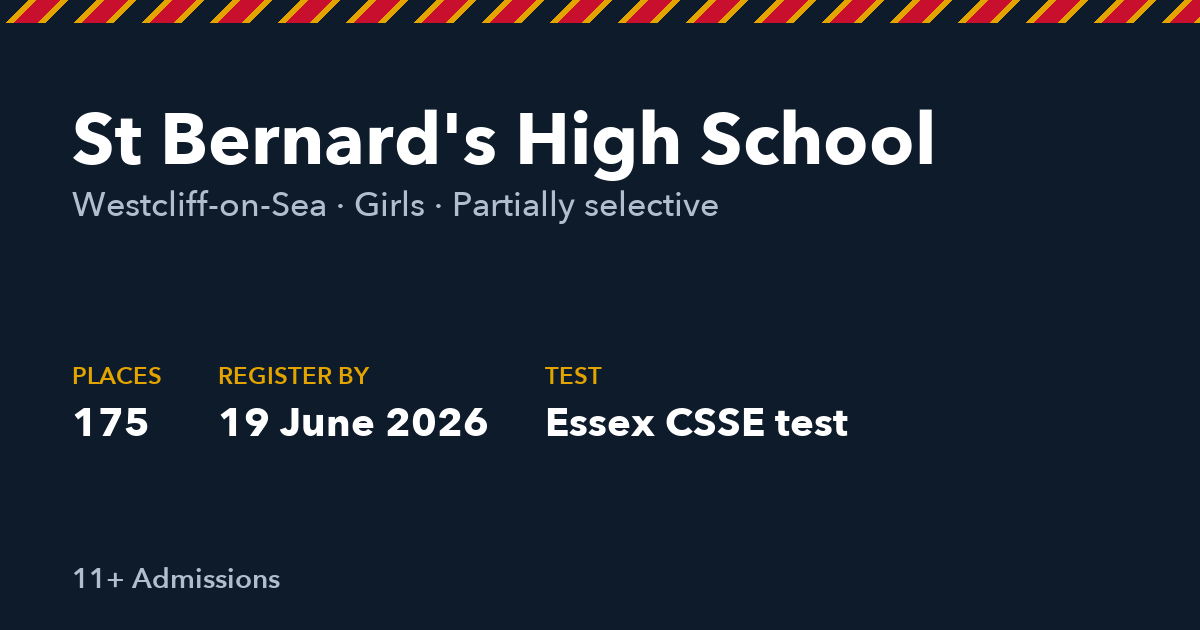 St Bernard's High School
Westcliff-on-Sea · Girls · Partially selective
PLACES
175
REGISTER BY
19 June 2026
TEST
Essex CSSE test
11+ Admissions